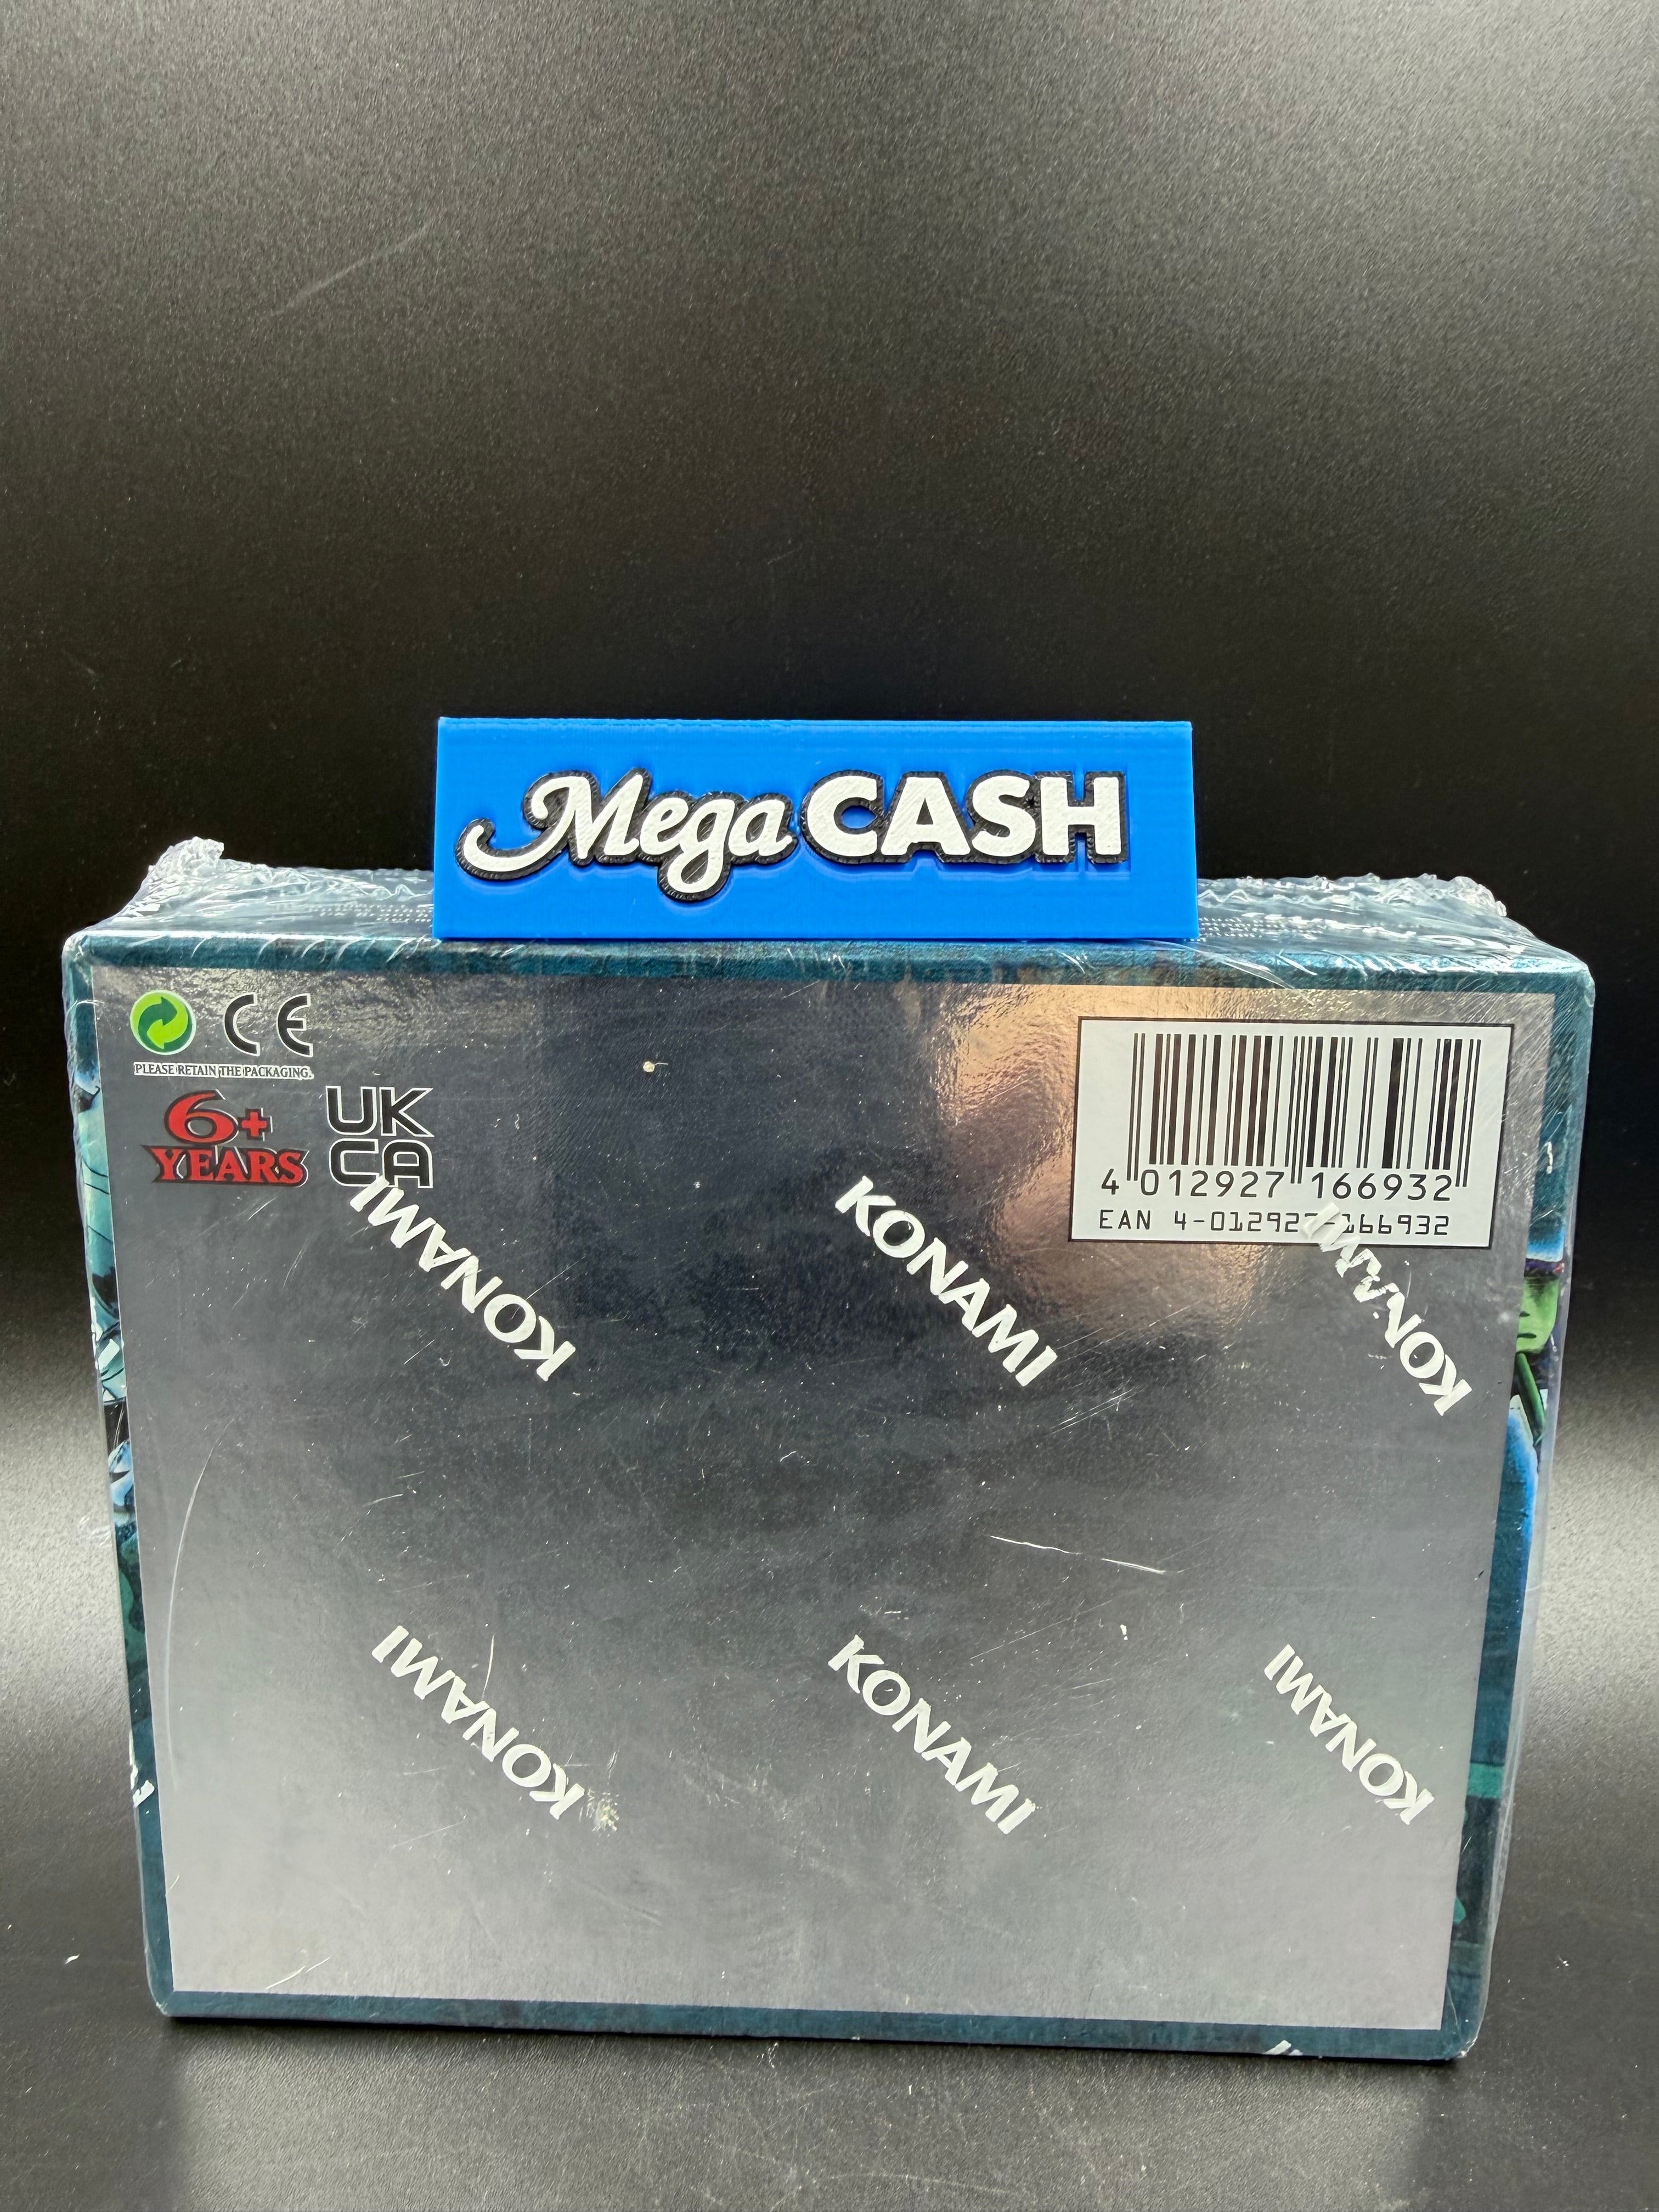 Mega CASH
CE
PLEASE RETAIN THE PACKAGING.
6+
YEARS
UK
CA
4 012927 166932
EAN 4-012927-166932
KONAMI
KONAMI
KONAMI
KONAMI
KONAMI
KONAMI